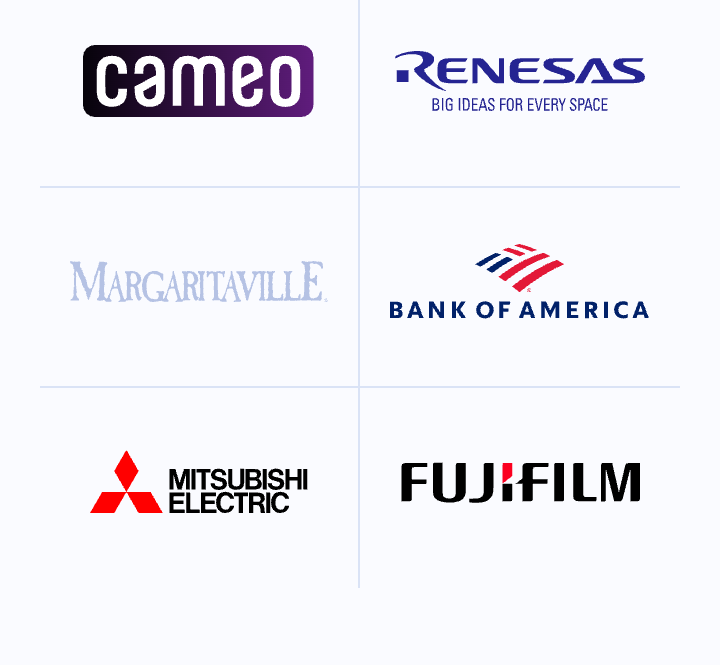 cameo
RENESAS
BIG IDEAS FOR EVERY SPACE
MARGARITAVILLE
BANK OF AMERICA
MITSUBISHI
ELECTRIC
FUJIFILM